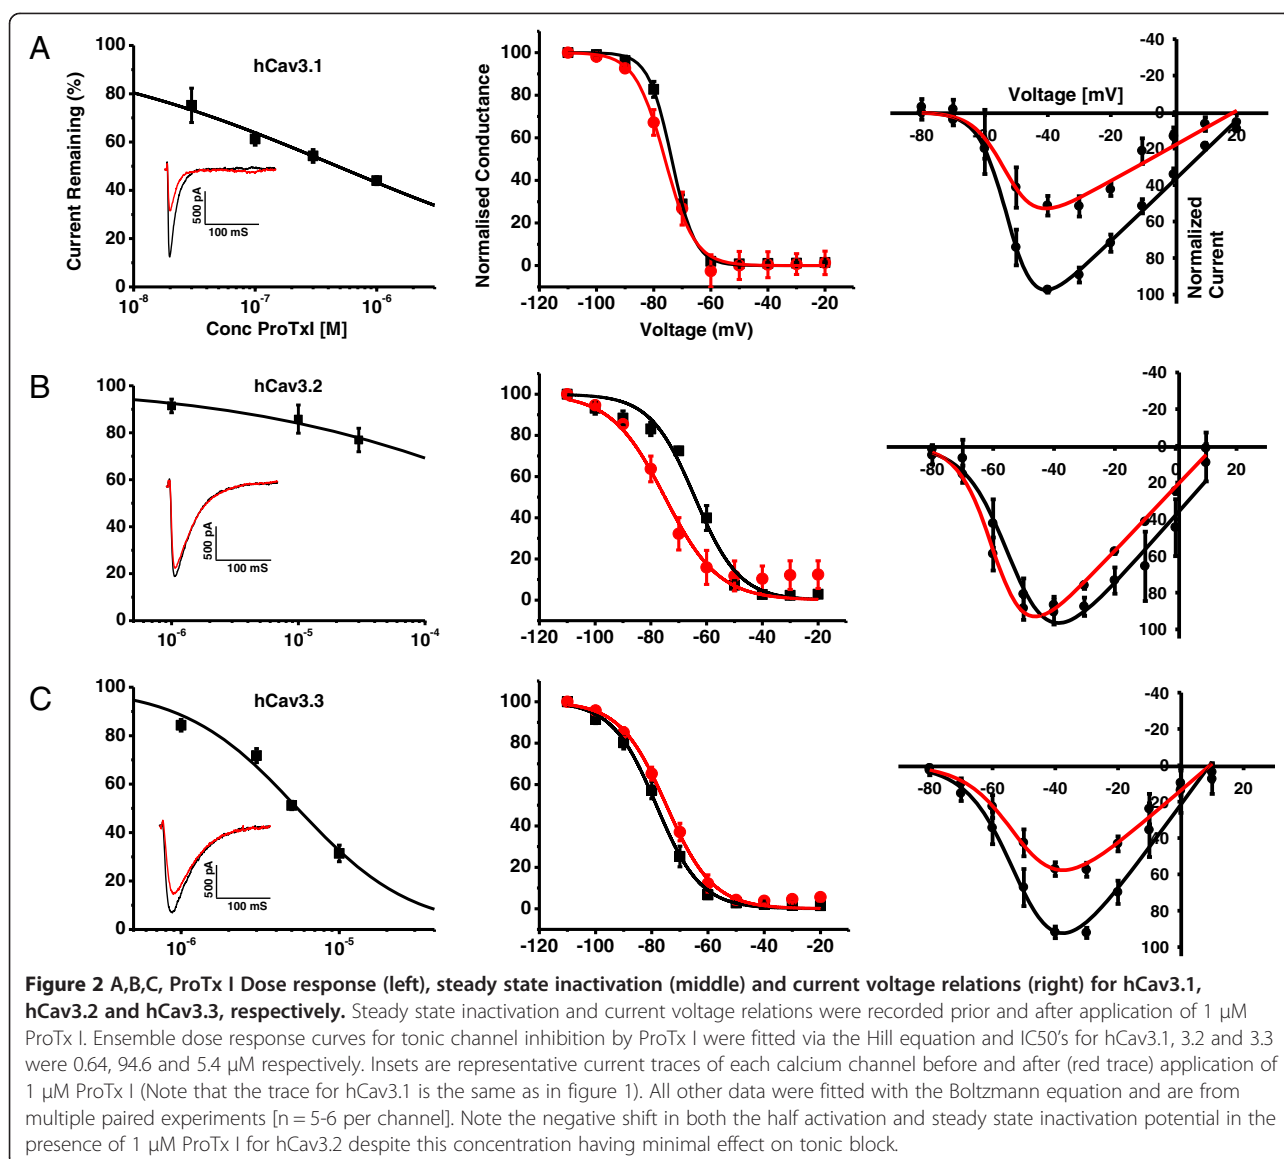 A
hCav3.1
Current Remaining (%)
100
80
60
40
20
0
500 pA
100 mS
10-8
10-7
10-6
Conc ProTxI [M]
Normalised Conductance
100
80
60
40
20
0
-120 -100 -80 -60 -40 -20
Voltage (mV)
-40
-20
0
20
40
60
80
100
Voltage [mV]
-80 -60 -40 -20 20
Normalized
Current
B
hCav3.2
100
80
60
40
20
0
500 pA
100 mS
10-6
10-5
10-4
100
80
60
40
20
0
-120 -100 -80 -60 -40 -20
-40
-20
0
20
40
60
80
100
-80 -60 -40 -20 20
C
hCav3.3
100
80
60
40
20
0
500 pA
100 mS
10-6
10-5
100
80
60
40
20
0
-120 -100 -80 -60 -40 -20
-40
-20
0
20
40
60
80
100
-80 -60 -40 -20 20
Figure 2 A,B,C, ProTx I Dose response (left), steady state inactivation (middle) and current voltage relations (right) for hCav3.1,
hCav3.2 and hCav3.3, respectively. Steady state inactivation and current voltage relations were recorded prior and after application of 1 μM
ProTx I. Ensemble dose response curves for tonic channel inhibition by ProTx I were fitted via the Hill equation and IC50's for hCav3.1, 3.2 and 3.3
were 0.64, 94.6 and 5.4 μM respectively. Insets are representative current traces of each calcium channel before and after (red trace) application of
1 μM ProTx I (Note that the trace for hCav3.1 is the same as in figure 1). All other data were fitted with the Boltzmann equation and are from
multiple paired experiments [n = 5-6 per channel]. Note the negative shift in both the half activation and steady state inactivation potential in the
presence of 1 μM ProTx I for hCav3.2 despite this concentration having minimal effect on tonic block.